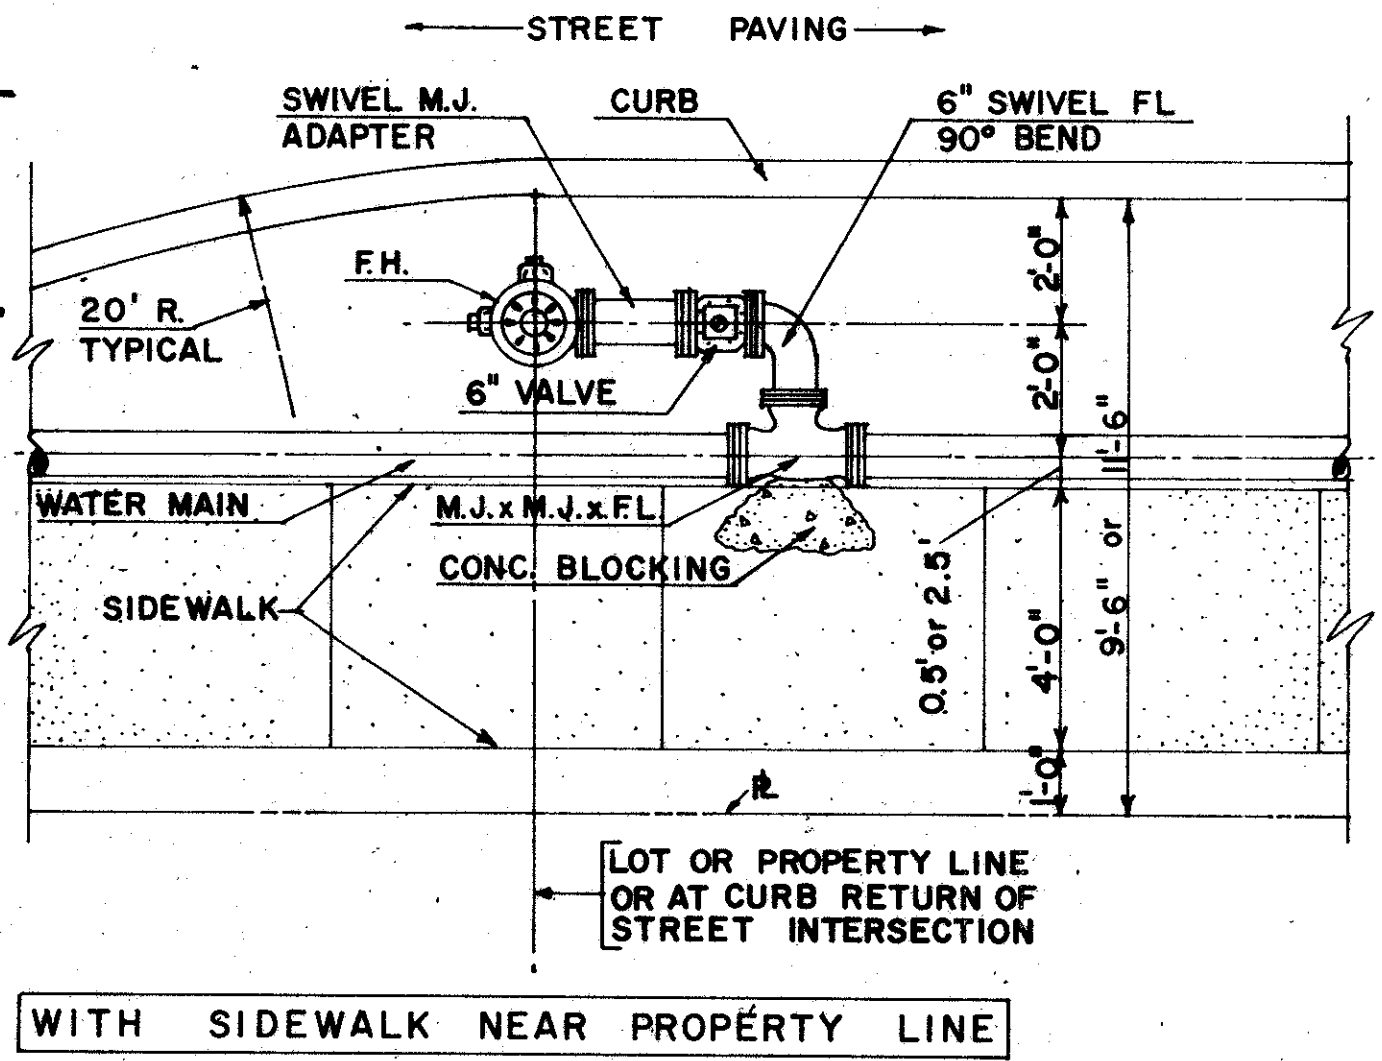 STREET PAVING
SWIVEL M.J.
ADAPTER
CURB
6" SWIVEL FL
90° BEND
F.H.
20' R.
TYPICAL
6" VALVE
2'-0"
2'-0"
9'-6" or 11'-6"
WATER MAIN
M.J. x M.J. x F.L.
CONC. BLOCKING
SIDEWALK
0.5' or 2.5'
4'-0"
1'-0"
PL
LOT OR PROPERTY LINE
OR AT CURB RETURN OF
STREET INTERSECTION
WITH SIDEWALK NEAR PROPERTY LINE